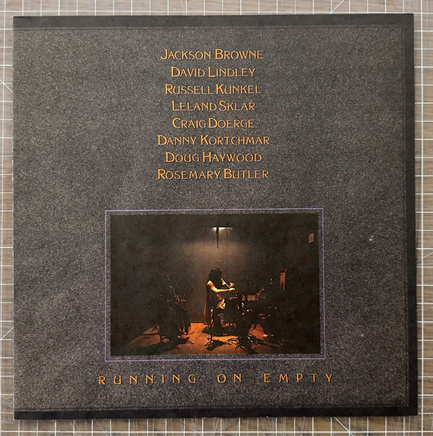 Jackson Browne
David Lindley
Russell Kunkel
Leland Sklar
Craig Doerge
Danny Kortchmar
Doug Haywood
Rosemary Butler
RUNNING ON EMPTY